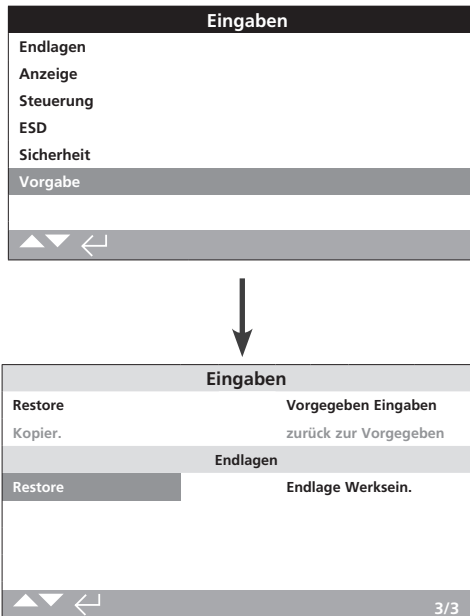 Eingaben
Endlagen
Anzeige
Steuerung
ESD
Sicherheit
Vorgabe
Eingaben
Restore Vorgegeben Eingaben
Kopier. zurück zur Vorgegeben
Endlagen
Restore Endlage Werksein.
3/3